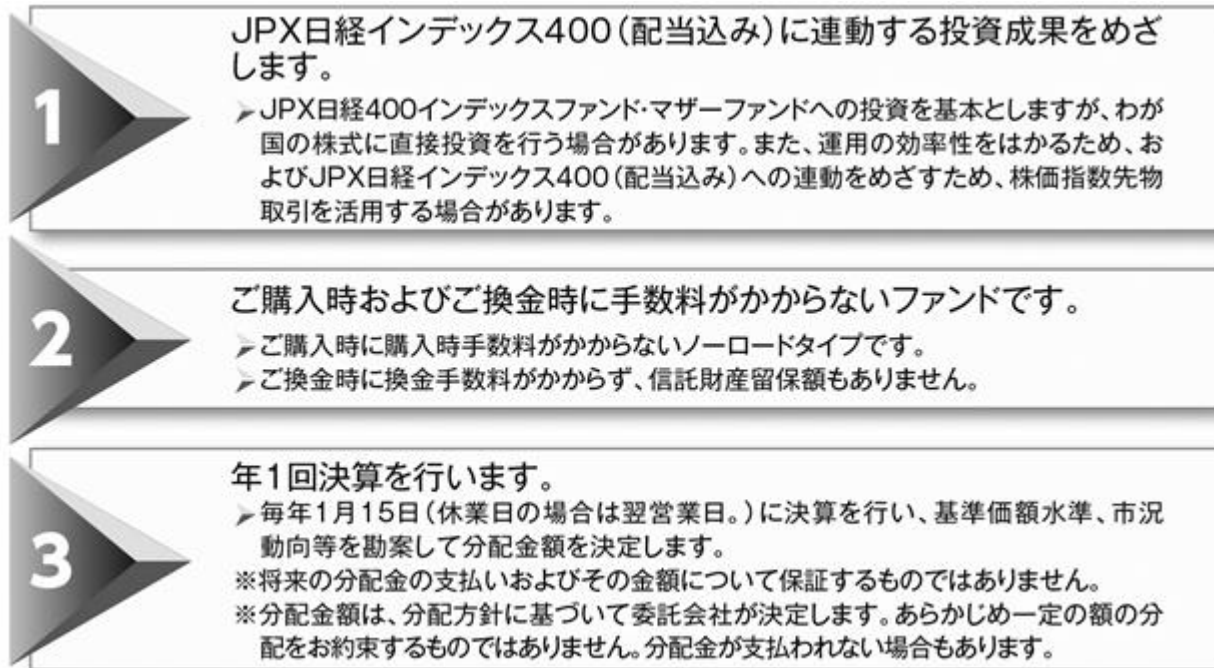 1
JPX日経インデックス400(配当込み)に連動する投資成果をめざ
します。
➢JPX日経400インデックスファンド・マザーファンドへの投資を基本としますが、わが
国の株式に直接投資を行う場合があります。また、運用の効率性をはかるため、お
よびJPX日経インデックス400(配当込み)への連動をめざすため、株価指数先物
取引を活用する場合があります。
2
ご購入時およびご換金時に手数料がかからないファンドです。
➢ご購入時に購入時手数料がかからないノーロードタイプです。
➢ご換金時に換金手数料がかからず、信託財産留保額もありません。
3
年1回決算を行います。
➢毎年1月15日(休業日の場合は翌営業日。)に決算を行い、基準価額水準、市況
動向等を勘案して分配金額を決定します。
※将来の分配金の支払いおよびその金額について保証するものではありません。
※分配金額は、分配方針に基づいて委託会社が決定します。あらかじめ一定の額の分
配をお約束するものではありません。分配金が支払われない場合もあります。